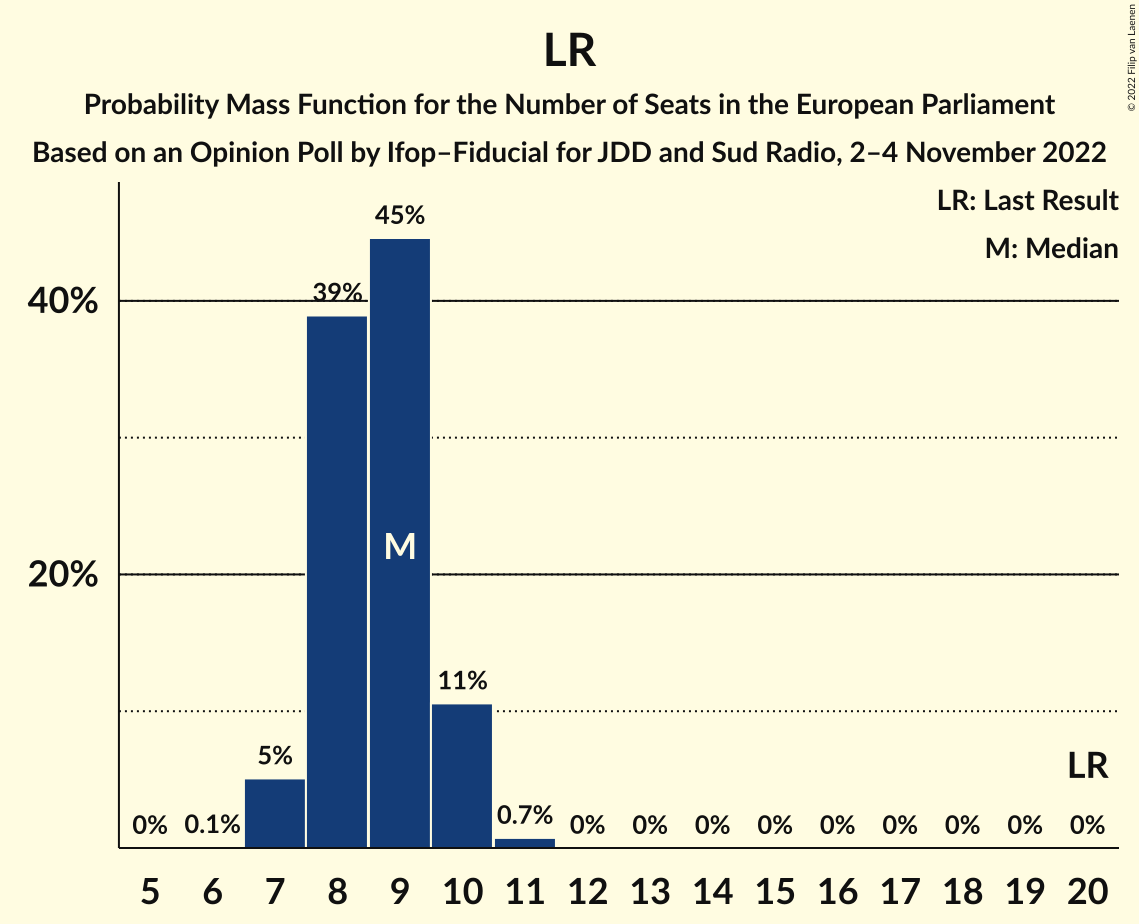 LR
Probability Mass Function for the Number of Seats in the European Parliament
Based on an Opinion Poll by Ifop–Fiducial for JDD and Sud Radio, 2–4 November 2022
© 2022 Filip van Laenen
LR: Last Result
M: Median
45%
39%
40%
M
20%
11%
5%
LR
0% 0.1% 0.7% 0% 0% 0% 0% 0% 0% 0% 0% 0%
5 6 7 8 9 10 11 12 13 14 15 16 17 18 19 20